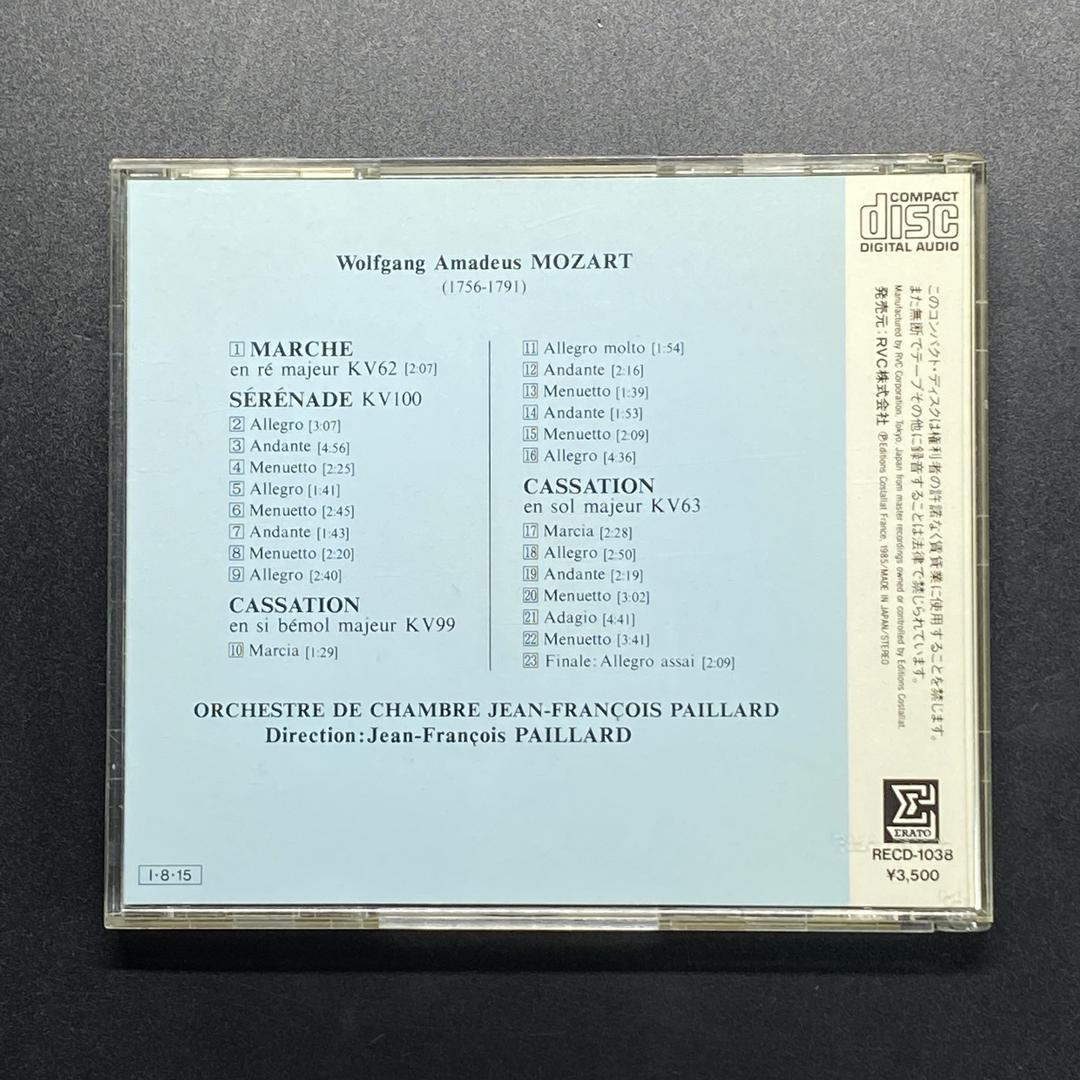 Wolfgang Amadeus MOZART
(1756-1791)
1 MARCHE
en ré majeur KV62 [2:07]
SÉRÉNADE KV100
2 Allegro [3:07]
3 Andante [4:56]
4 Menuetto [2:25]
5 Allegro [1:41]
6 Menuetto [2:45]
7 Andante [1:43]
8 Menuetto [2:20]
9 Allegro [2:40]
CASSATION
en si bémol majeur KV99
10 Marcia [1:29]
11 Allegro molto [1:54]
12 Andante [2:16]
13 Menuetto [1:39]
14 Andante [1:53]
15 Menuetto [2:09]
16 Allegro [4:36]
CASSATION
en sol majeur KV63
17 Marcia [2:28]
18 Allegro [2:50]
19 Andante [2:19]
20 Menuetto [3:02]
21 Adagio [4:41]
22 Menuetto [3:41]
23 Finale: Allegro assai [2:09]
ORCHESTRE DE CHAMBRE JEAN-FRANÇOIS PAILLARD
Direction: Jean-François PAILLARD
I·8·15
COMPACT
disc
DIGITAL AUDIO
このコンパクト・ディスクは権利者の許諾なく賃貸業に使用することを禁じます。
また無断でテープその他に録音することは法律で禁じられています。
Manufactured by RVC Corporation, Tokyo, Japan from master recordings owned or controlled by Editions Costallat.
発売元:RVC株式会社 ℗Editions Costallat France, 1985/MADE IN JAPAN/STEREO
ERATO
RECD-1038
¥3,500